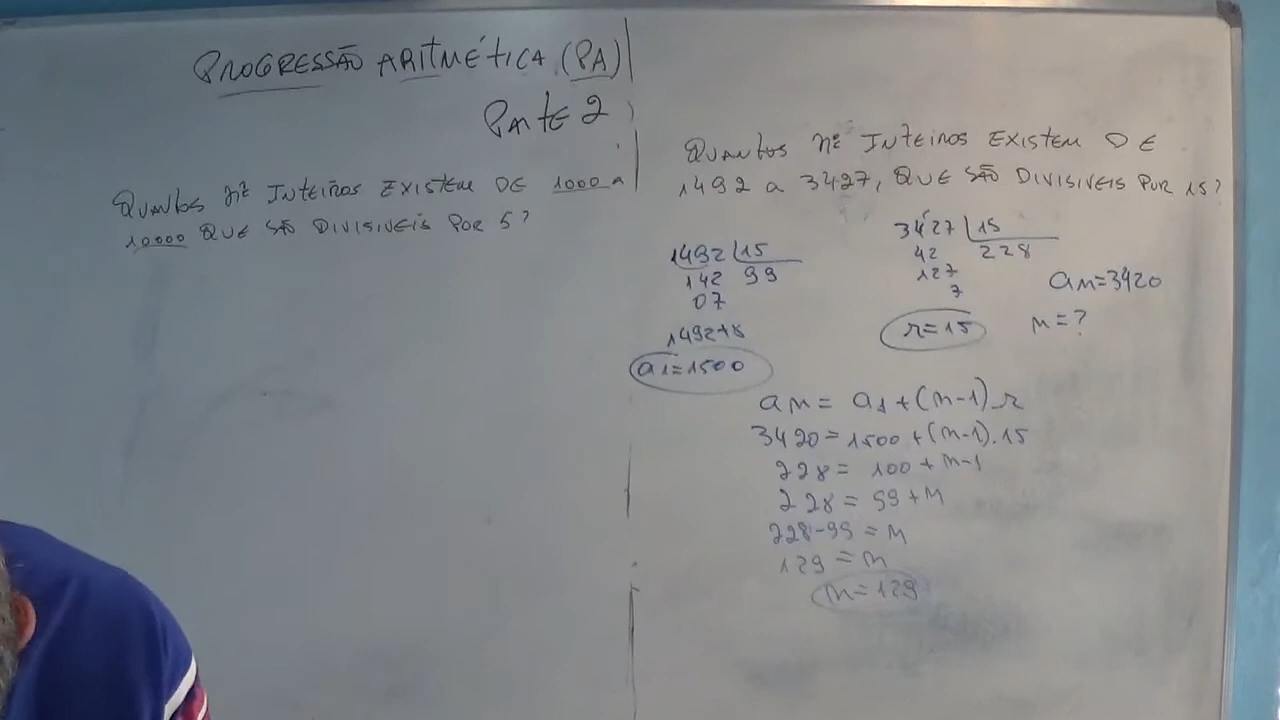 PROGRESSÃO ARITMÉTICA (PA)
PARTE 2
QUANTOS Nº INTEIROS EXISTEM DE 1000 a
10000 QUE SÃO DIVISIVEIS POR 5?
QUANTOS Nº INTEIROS EXISTEM DE
1492 a 3427, QUE SÃO DIVISIVEIS POR 15?
1492 15
142 99
07
1492+8
a1=1500
3427 15
42 228
127
7
an=3420
r=15
n=?
an = a1+(n-1).r
3420=1500+(n-1).15
228= 100+n-1
228= 99+n
228-99=n
129=n
n=129